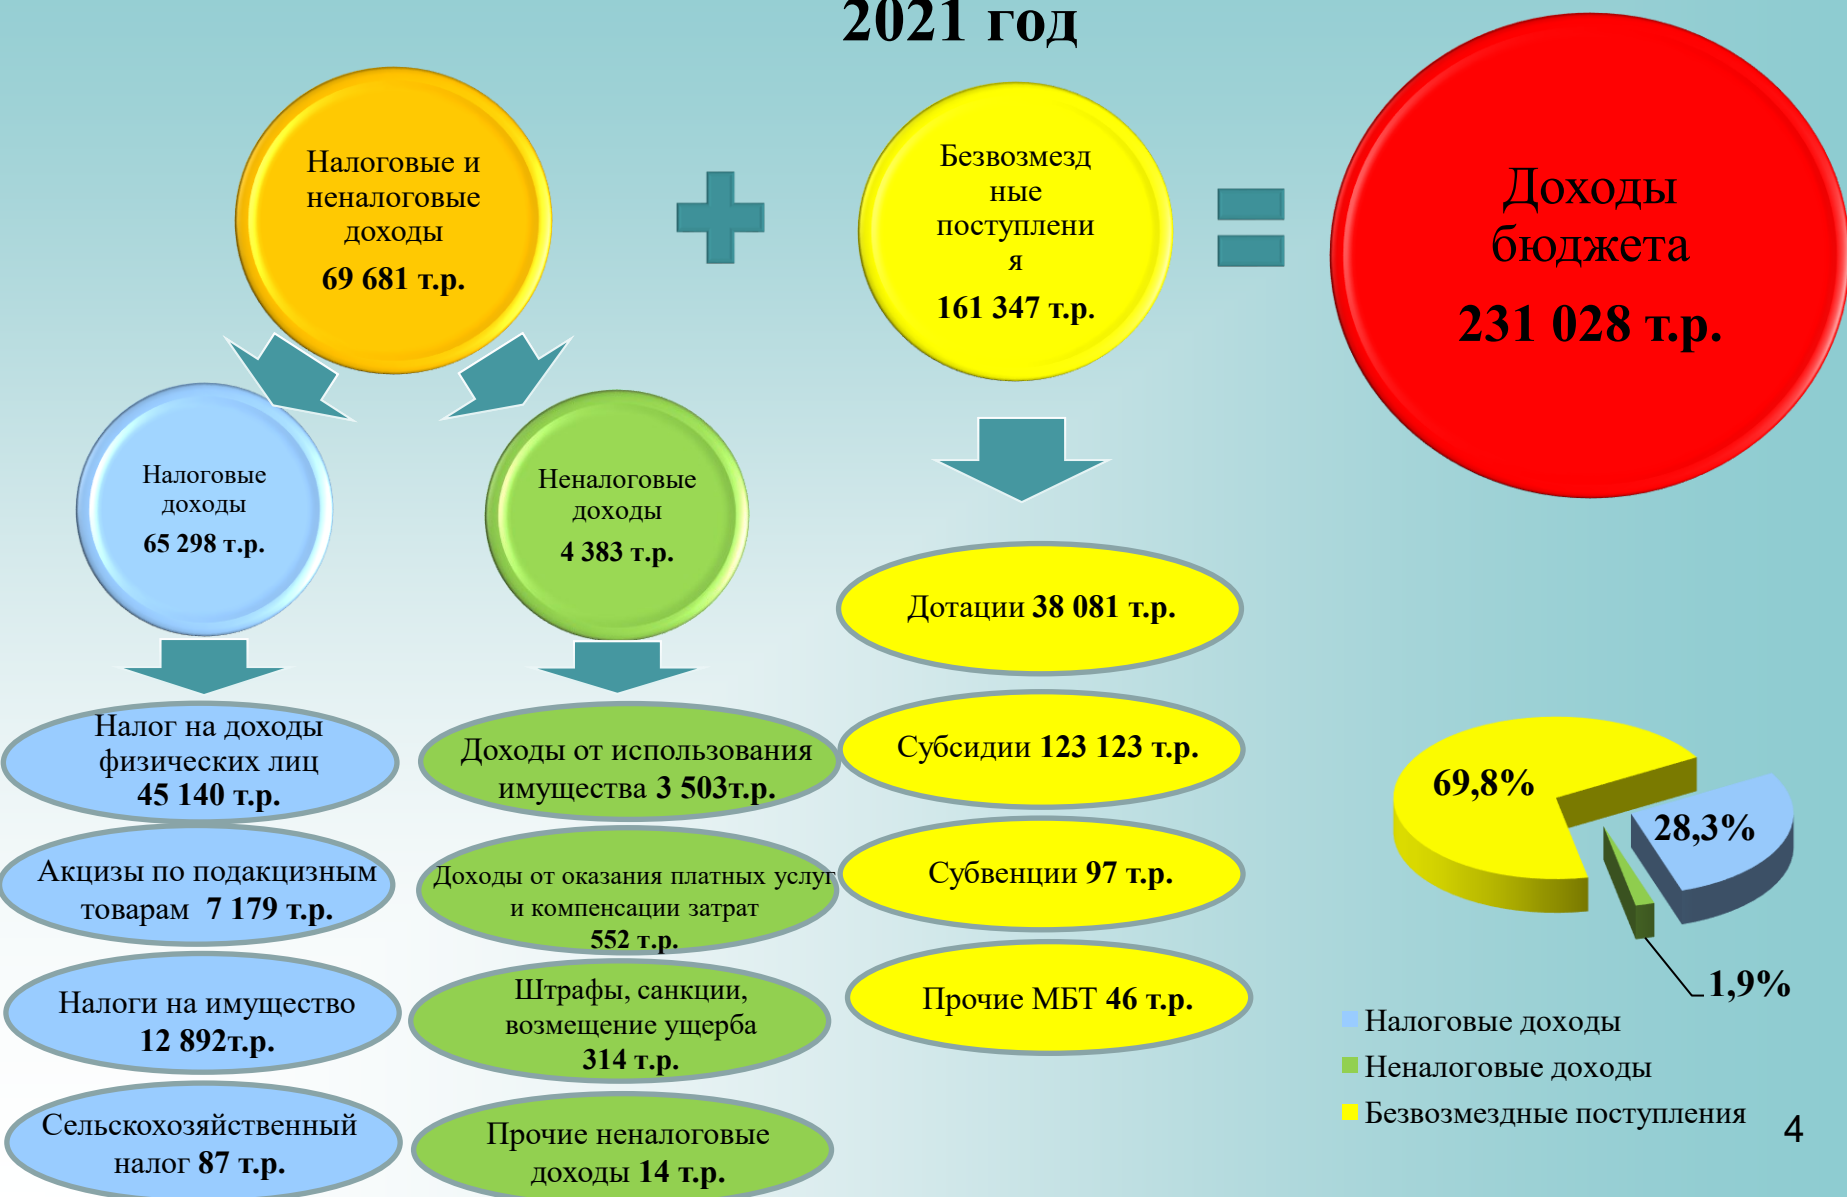 2021 год
Налоговые и
неналоговые
доходы
69 681 т.р.
Безвозмезд
ные
поступлени
я
161 347 т.р.
Доходы
бюджета
231 028 т.р.
Налоговые
доходы
65 298 т.р.
Неналоговые
доходы
4 383 т.р.
Налог на доходы
физических лиц
45 140 т.р.
Акцизы по подакцизным
товарам 7 179 т.р.
Налоги на имущество
12 892т.р.
Сельскохозяйственный
налог 87 т.р.
Доходы от использования
имущества 3 503т.р.
Доходы от оказания платных услуг
и компенсации затрат
552 т.р.
Штрафы, санкции,
возмещение ущерба
314 т.р.
Прочие неналоговые
доходы 14 т.р.
Дотации 38 081 т.р.
Субсидии 123 123 т.р.
Субвенции 97 т.р.
Прочие МБТ 46 т.р.
69,8%
28,3%
1,9%
Налоговые доходы
Неналоговые доходы
Безвозмездные поступления
4